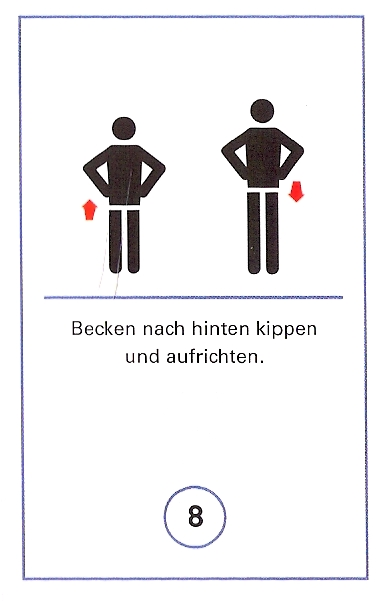 Becken nach hinten kippen
und aufrichten.
8